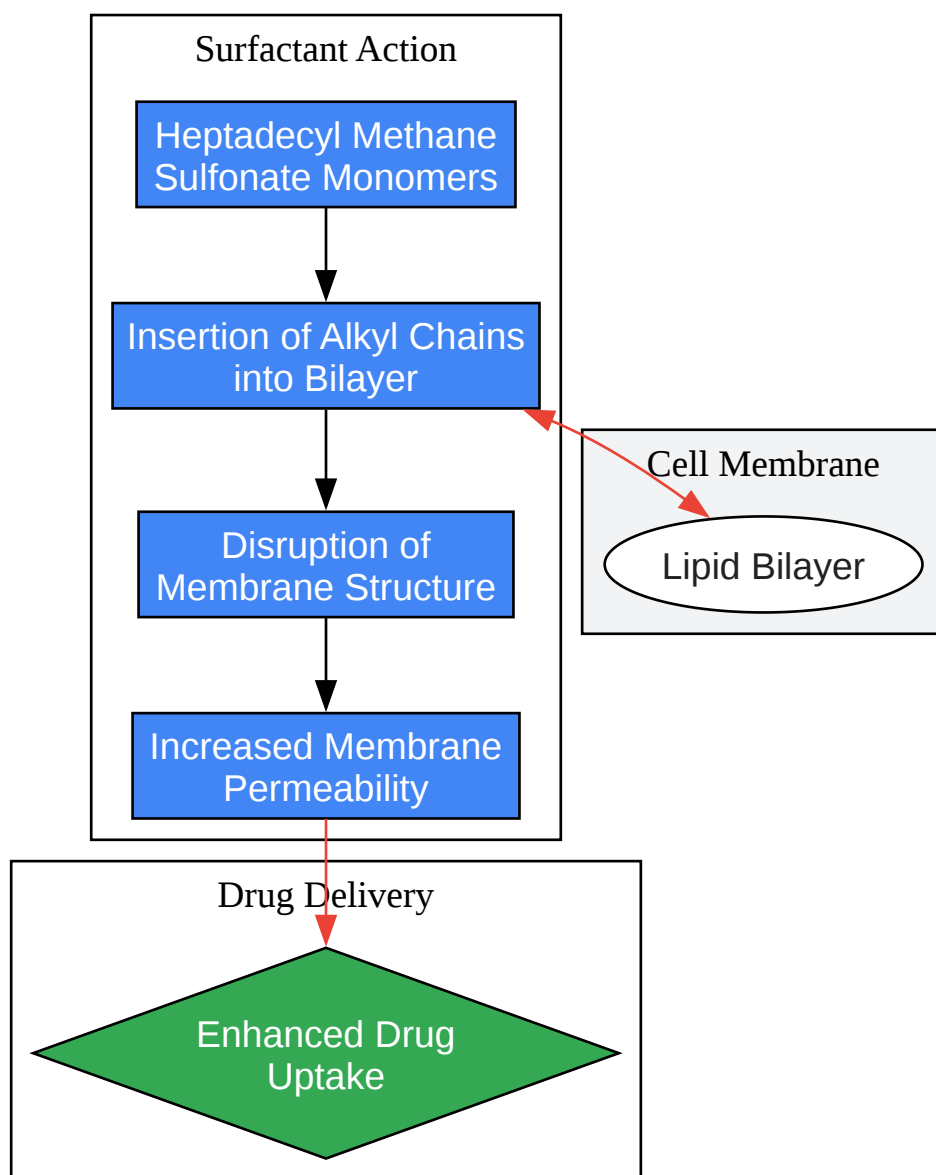 Surfactant Action
Heptadecyl Methane
Sulfonate Monomers
Insertion of Alkyl Chains
into Bilayer
Cell Membrane
Lipid Bilayer
Disruption of
Membrane Structure
Increased Membrane
Permeability
Drug Delivery
Enhanced Drug
Uptake